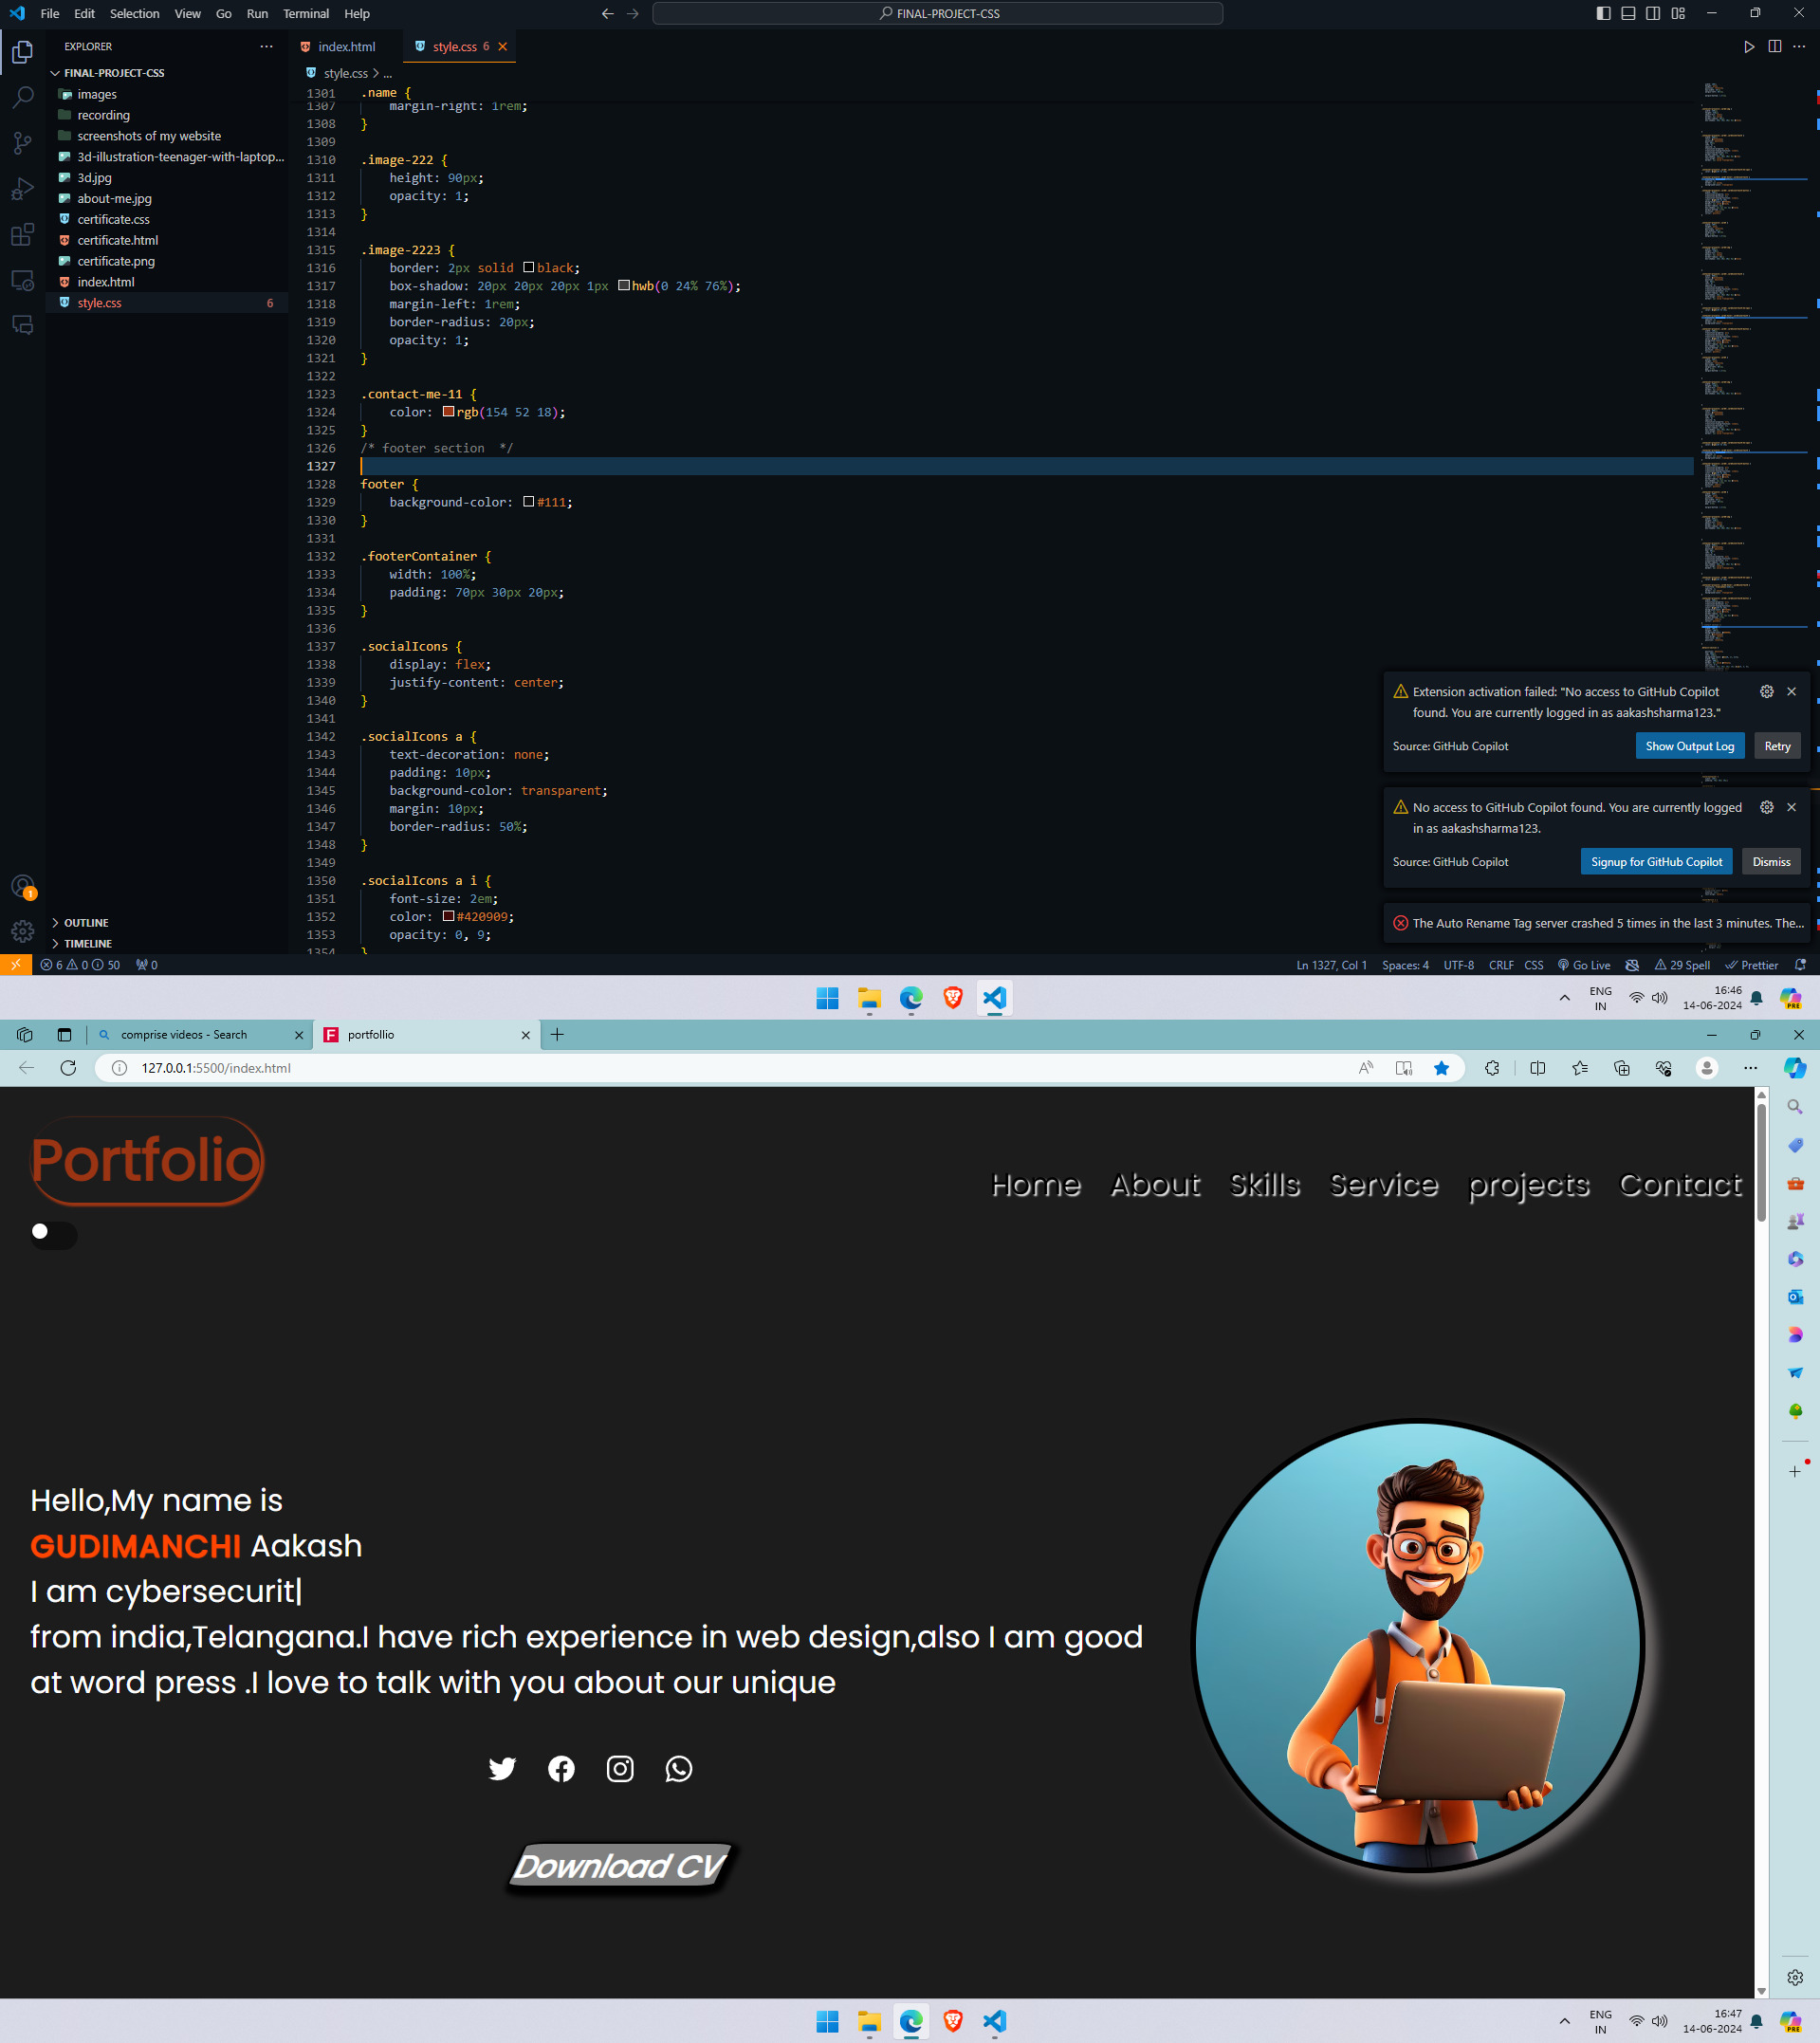 File Edit Selection View Go Run Terminal Help
FINAL-PROJECT-CSS
EXPLORER
FINAL-PROJECT-CSS
images
recording
screenshots of my website
3d-illustration-teenager-with-laptop...
3d.jpg
about-me.jpg
certificate.css
certificate.html
certificate.png
index.html
style.css 6
OUTLINE
TIMELINE
index.html
style.css 6
style.css > ...
1301 .name {
1307 margin-right: 1rem;
1308 }
1309
1310 .image-222 {
1311 height: 90px;
1312 opacity: 1;
1313 }
1314
1315 .image-2223 {
1316 border: 2px solid black;
1317 box-shadow: 20px 20px 20px 1px hwb(0 24% 76%);
1318 margin-left: 1rem;
1319 border-radius: 20px;
1320 opacity: 1;
1321 }
1322
1323 .contact-me-11 {
1324 color: rgb(154 52 18);
1325 }
1326 /* footer section  */
1327
1328 footer {
1329 background-color: #111;
1330 }
1331
1332 .footerContainer {
1333 width: 100%;
1334 padding: 70px 30px 20px;
1335 }
1336
1337 .socialIcons {
1338 display: flex;
1339 justify-content: center;
1340 }
1341
1342 .socialIcons a {
1343 text-decoration: none;
1344 padding: 10px;
1345 background-color: transparent;
1346 margin: 10px;
1347 border-radius: 50%;
1348 }
1349
1350 .socialIcons a i {
1351 font-size: 2em;
1352 color: #420909;
1353 opacity: 0, 9;
1354 }
Extension activation failed: "No access to GitHub Copilot
found. You are currently logged in as aakashsharma123."
Source: GitHub Copilot
Show Output Log
Retry
No access to GitHub Copilot found. You are currently logged
in as aakashsharma123.
Source: GitHub Copilot
Signup for GitHub Copilot
Dismiss
The Auto Rename Tag server crashed 5 times in the last 3 minutes. The...
1
6 0 50 0
Ln 1327, Col 1 Spaces: 4 UTF-8 CRLF CSS Go Live 29 Spell Prettier
ENG
IN
16:46
14-06-2024
PRE
comprise videos - Search
F portfollio
127.0.0.1:5500/index.html
Portfolio
Home About Skills Service projects Contact
Hello,My name is
GUDIMANCHI Aakash
I am cybersecurit|
from india,Telangana.I have rich experience in web design,also I am good
at word press .I love to talk with you about our unique
Download CV
ENG
IN
16:47
14-06-2024
PRE